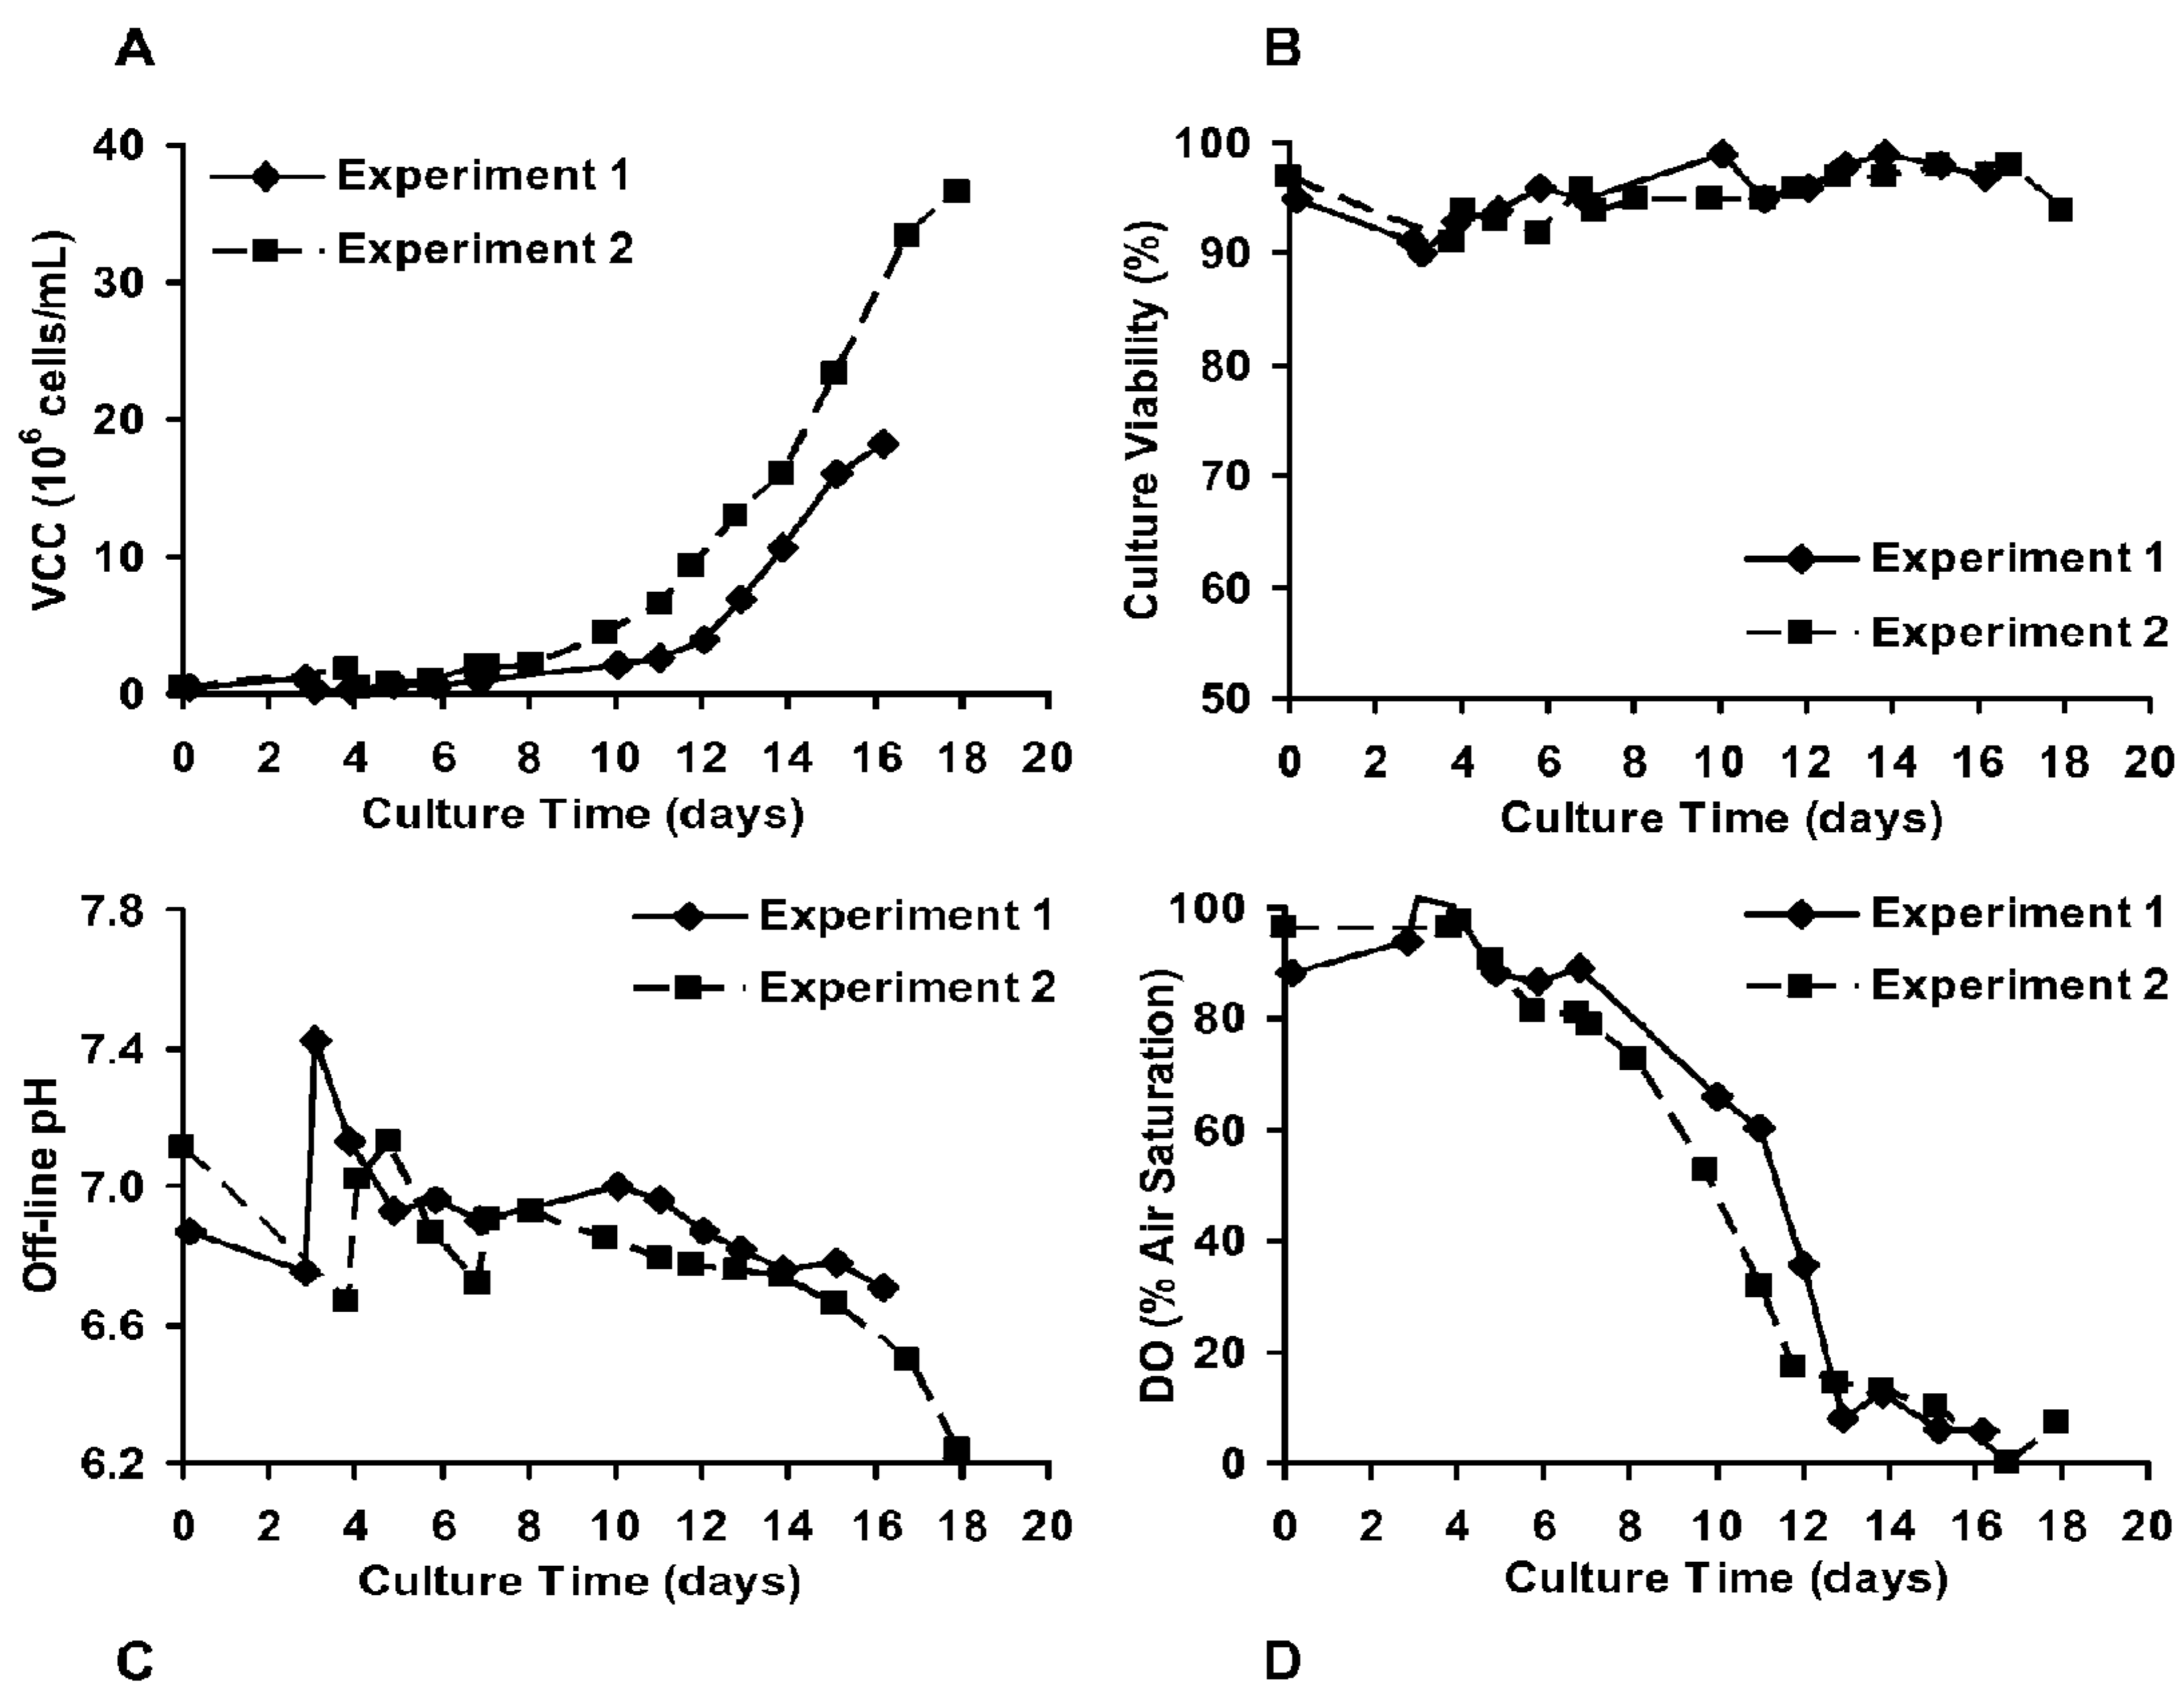 A
40
30
20
10
0
VCC (10⁶ cells/mL)
Experiment 1
Experiment 2
0 2 4 6 8 10 12 14 16 18 20
Culture Time (days)
B
100
90
80
70
60
50
Culture Viability (%)
Experiment 1
Experiment 2
0 2 4 6 8 10 12 14 16 18 20
Culture Time (days)
7.8
7.4
7.0
6.6
6.2
Off-line pH
Experiment 1
Experiment 2
0 2 4 6 8 10 12 14 16 18 20
Culture Time (days)
C
100
80
60
40
20
0
DO (% Air Saturation)
Experiment 1
Experiment 2
0 2 4 6 8 10 12 14 16 18 20
Culture Time (days)
D